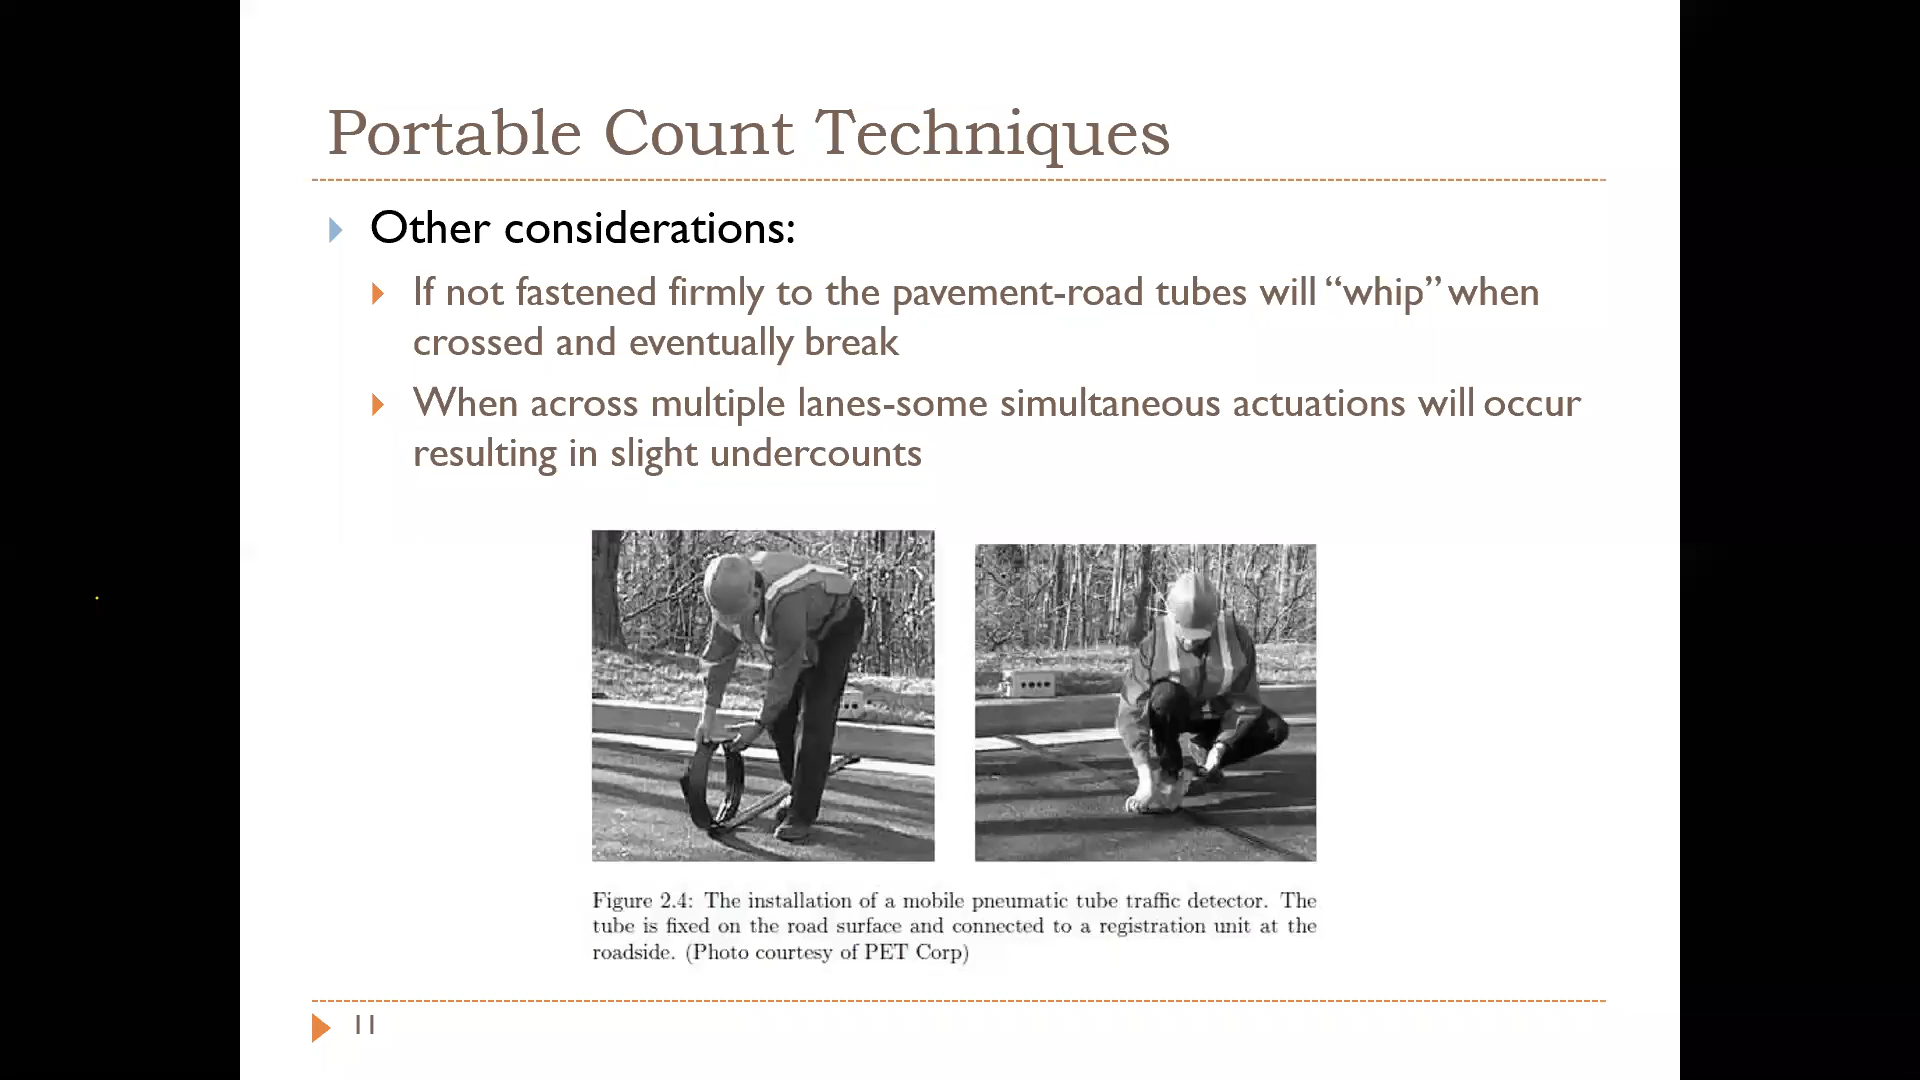 Portable Count Techniques
Other considerations:
If not fastened firmly to the pavement-road tubes will “whip” when
crossed and eventually break
When across multiple lanes-some simultaneous actuations will occur
resulting in slight undercounts
Figure 2.4: The installation of a mobile pneumatic tube traffic detector. The
tube is fixed on the road surface and connected to a registration unit at the
roadside. (Photo courtesy of PET Corp)
11